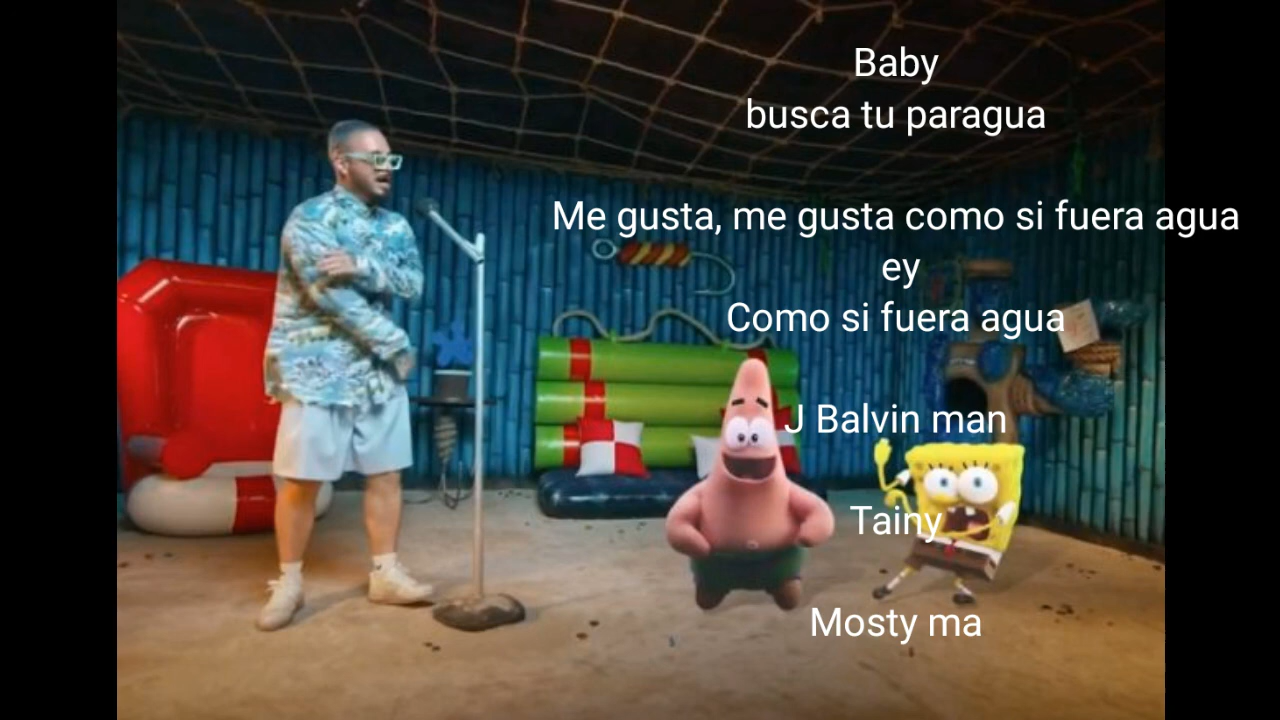 Baby
busca tu paragua
Me gusta, me gusta como si fuera agua
ey
Como si fuera agua
J Balvin man
Tainy
Mosty ma